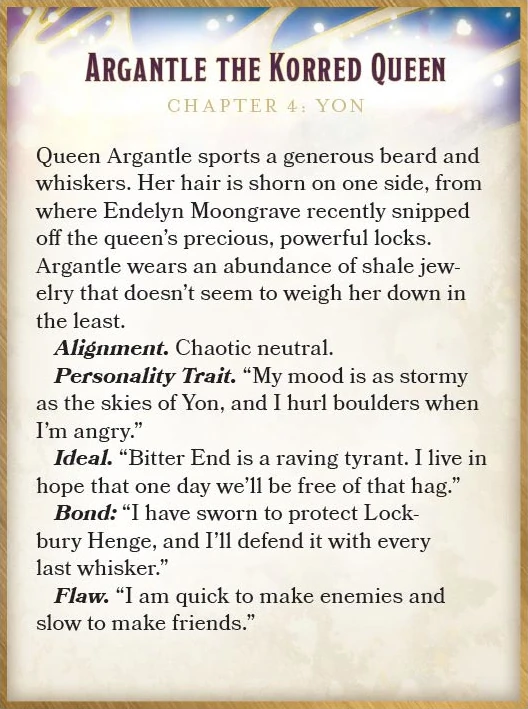 ARGANTLE THE KORRED QUEEN
CHAPTER 4: YON
Queen Argantle sports a generous beard and
whiskers. Her hair is shorn on one side, from
where Endelyn Moongrave recently snipped
off the queen’s precious, powerful locks.
Argantle wears an abundance of shale jew-
elry that doesn’t seem to weigh her down in
the least.
Alignment. Chaotic neutral.
Personality Trait. “My mood is as stormy
as the skies of Yon, and I hurl boulders when
I’m angry.”
Ideal. “Bitter End is a raving tyrant. I live in
hope that one day we’ll be free of that hag.”
Bond: “I have sworn to protect Lock-
bury Henge, and I’ll defend it with every
last whisker.”
Flaw. “I am quick to make enemies and
slow to make friends.”